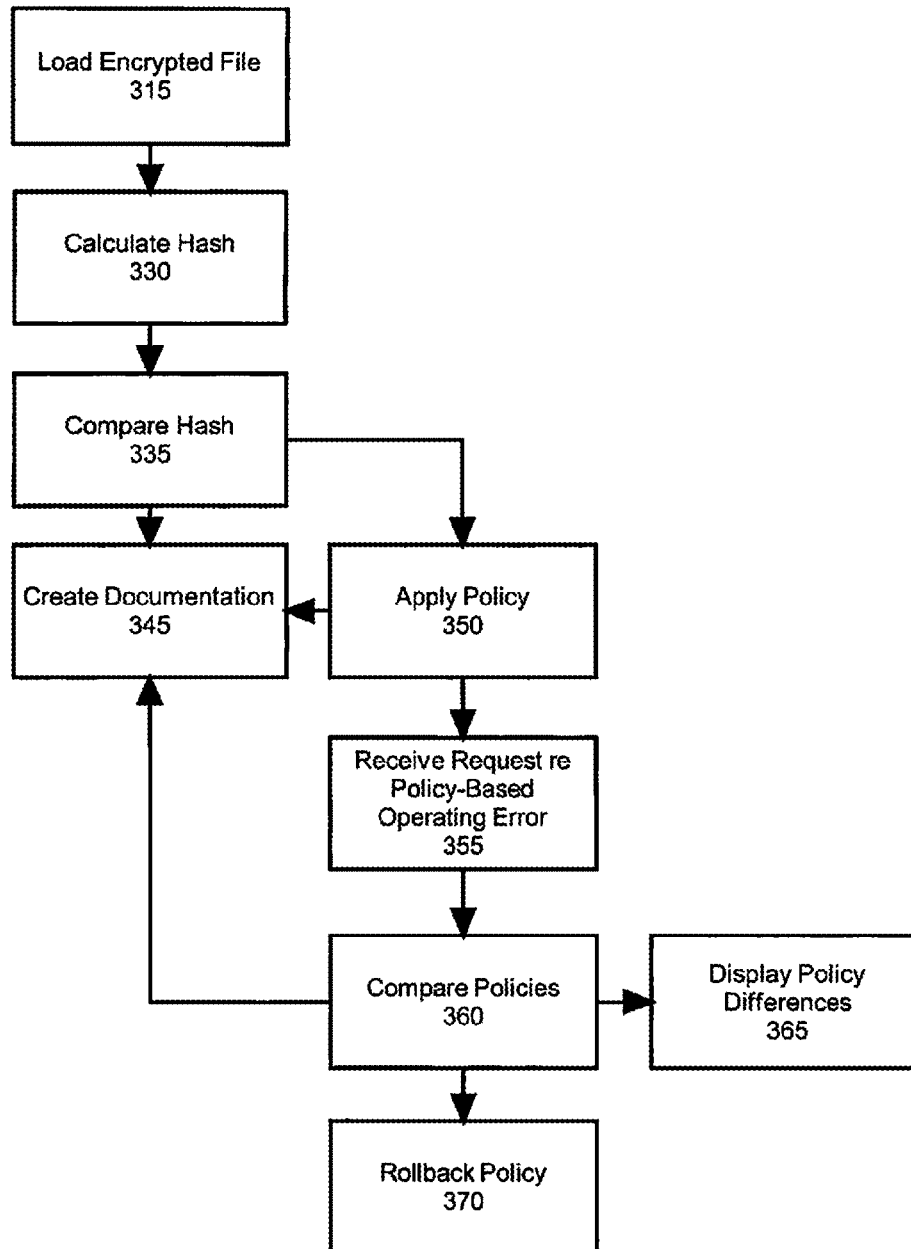 Load Encrypted File
315
Calculate Hash
330
Compare Hash
335
Create Documentation
345
Apply Policy
350
Receive Request re
Policy-Based
Operating Error
355
Compare Policies
360
Display Policy
Differences
365
Rollback Policy
370